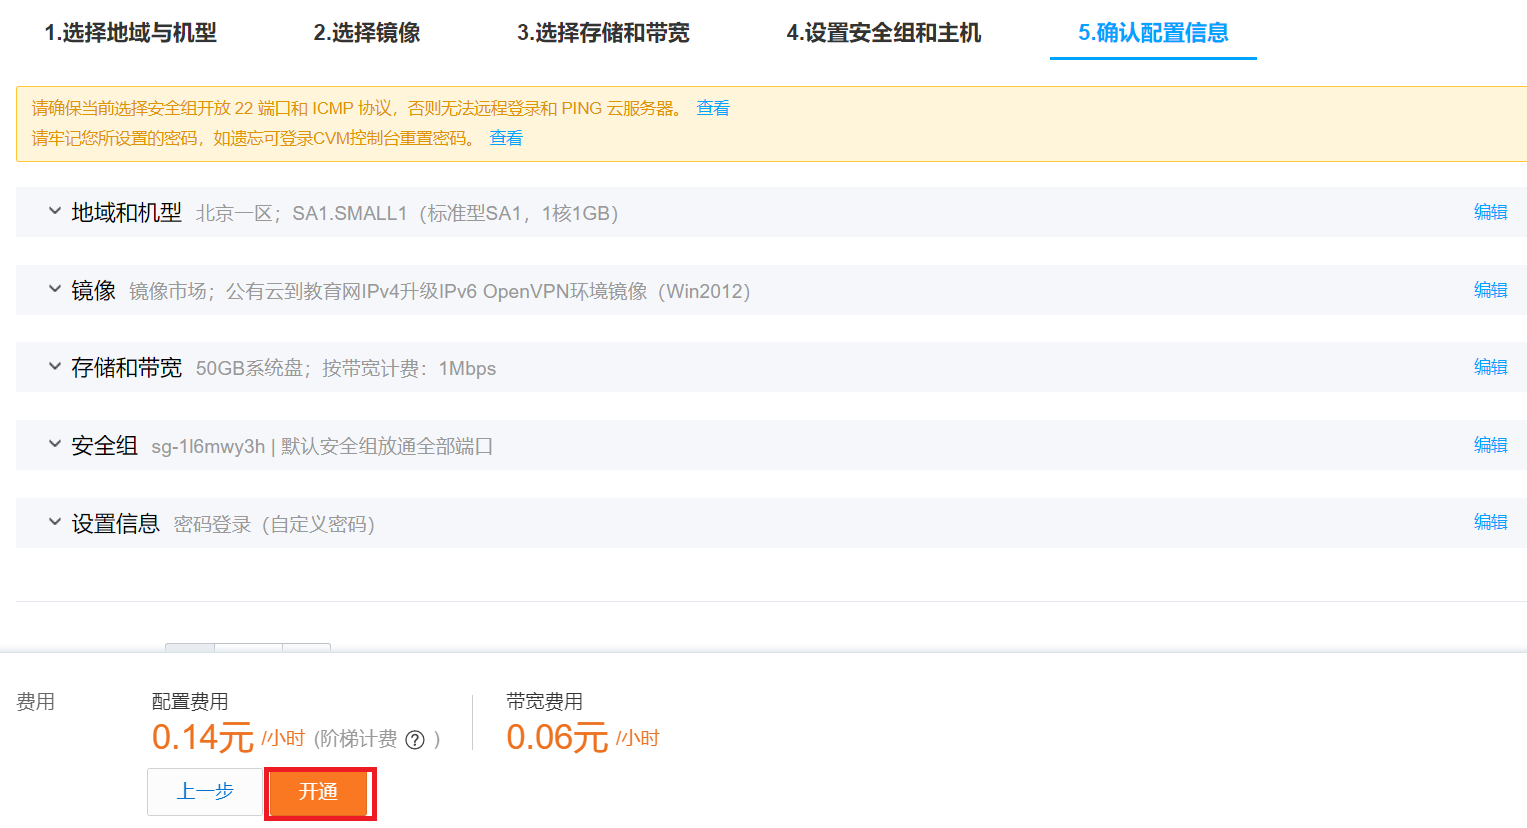 1.选择地域与机型 2.选择镜像 3.选择存储和带宽 4.设置安全组和主机 5.确认配置信息
请确保当前选择安全组开放 22 端口和 ICMP 协议，否则无法远程登录和 PING 云服务器。 查看
请牢记您所设置的密码，如遗忘可登录CVM控制台重置密码。 查看
地域和机型 北京一区；SA1.SMALL1（标准型SA1，1核1GB） 编辑
镜像 镜像市场；公有云到教育网IPv4升级IPv6 OpenVPN环境镜像（Win2012） 编辑
存储和带宽 50GB系统盘；按带宽计费：1Mbps 编辑
安全组 sg-1l6mwy3h | 默认安全组放通全部端口 编辑
设置信息 密码登录（自定义密码） 编辑
费用 配置费用 带宽费用
0.14元 /小时 (阶梯计费 ? ) 0.06元 /小时
上一步 开通